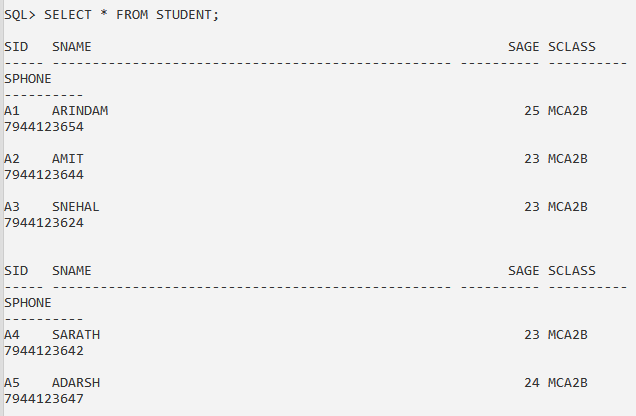 SQL> SELECT * FROM STUDENT;
SID   SNAME                                                    SAGE SCLASS
----- -------------------------------------------------- ---------- ----------
SPHONE
----------
A1    ARINDAM                                                    25 MCA2B
7944123654
A2    AMIT                                                       23 MCA2B
7944123644
A3    SNEHAL                                                     23 MCA2B
7944123624
SID   SNAME                                                    SAGE SCLASS
----- -------------------------------------------------- ---------- ----------
SPHONE
----------
A4    SARATH                                                     23 MCA2B
7944123642
A5    ADARSH                                                     24 MCA2B
7944123647